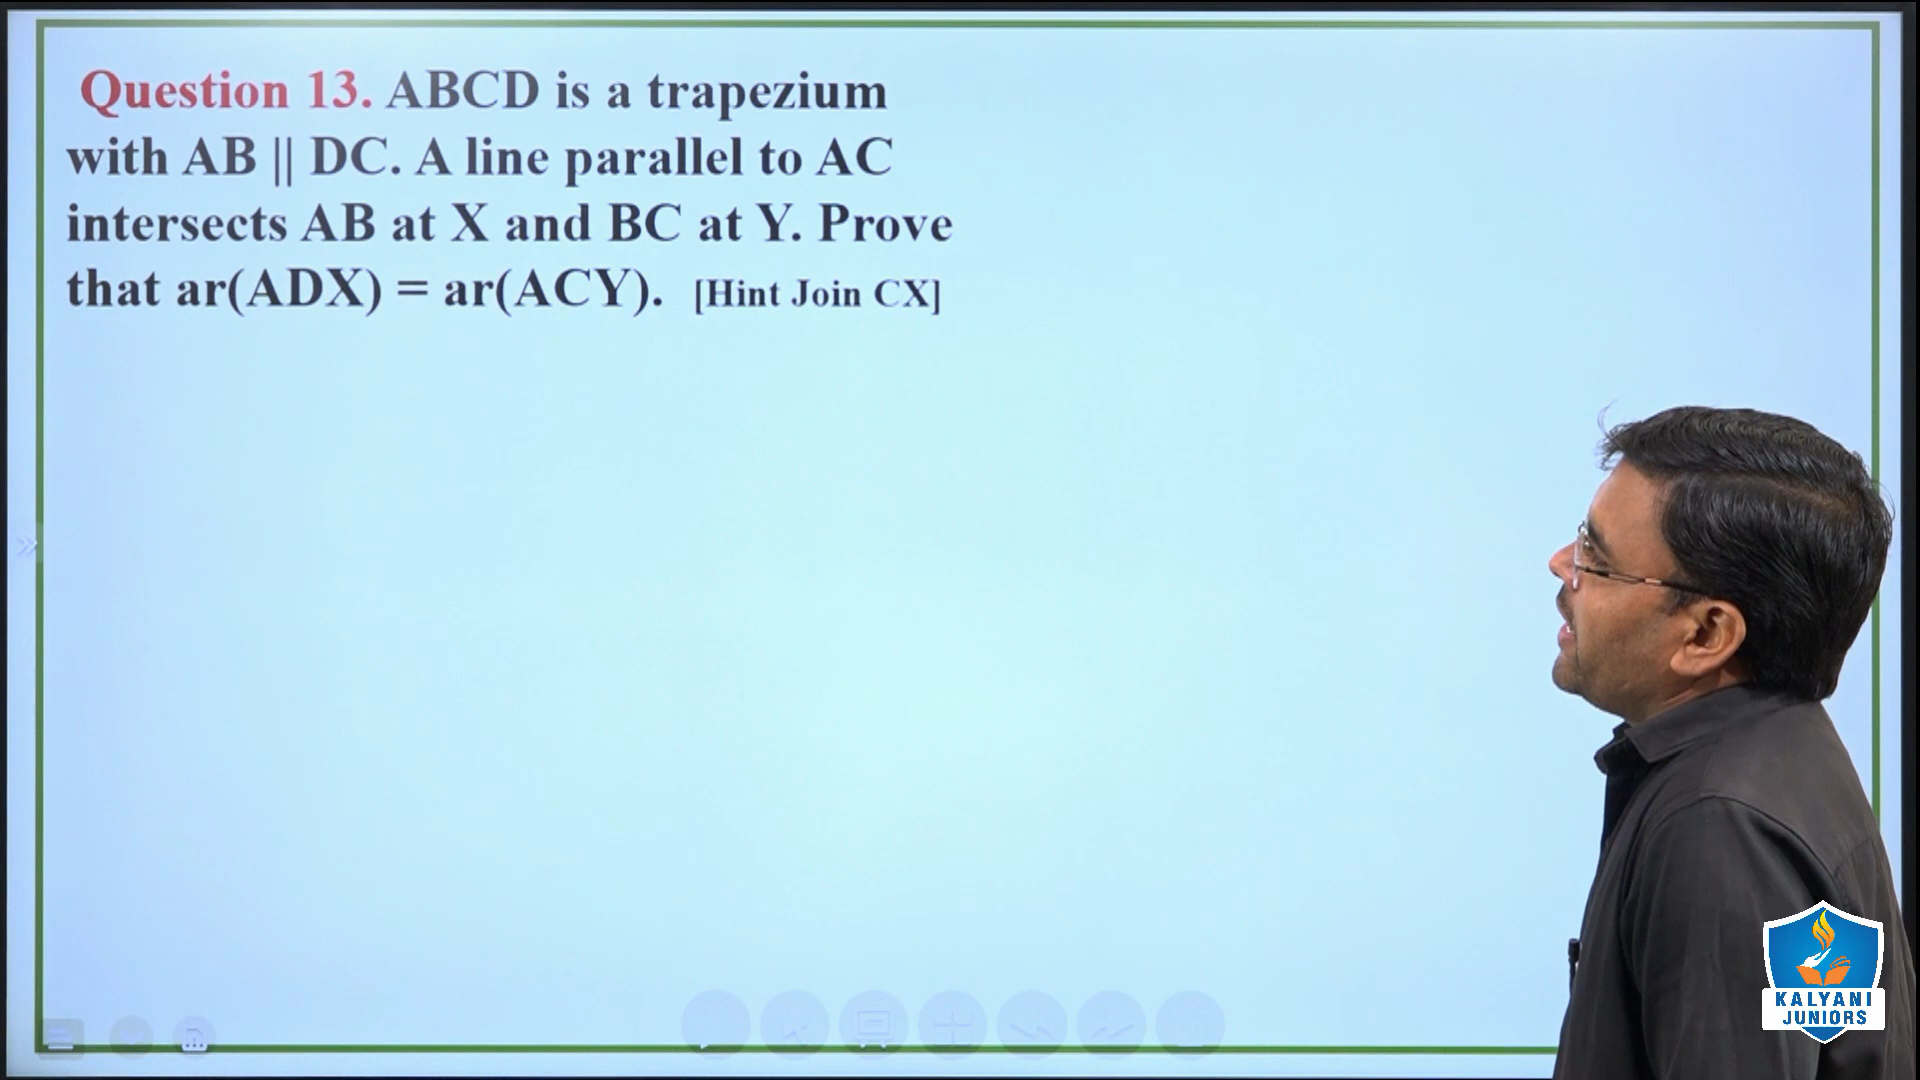 Question 13. ABCD is a trapezium
with AB || DC. A line parallel to AC
intersects AB at X and BC at Y. Prove
that ar(ADX) = ar(ACY). [Hint Join CX]
KALYANI
JUNIORS